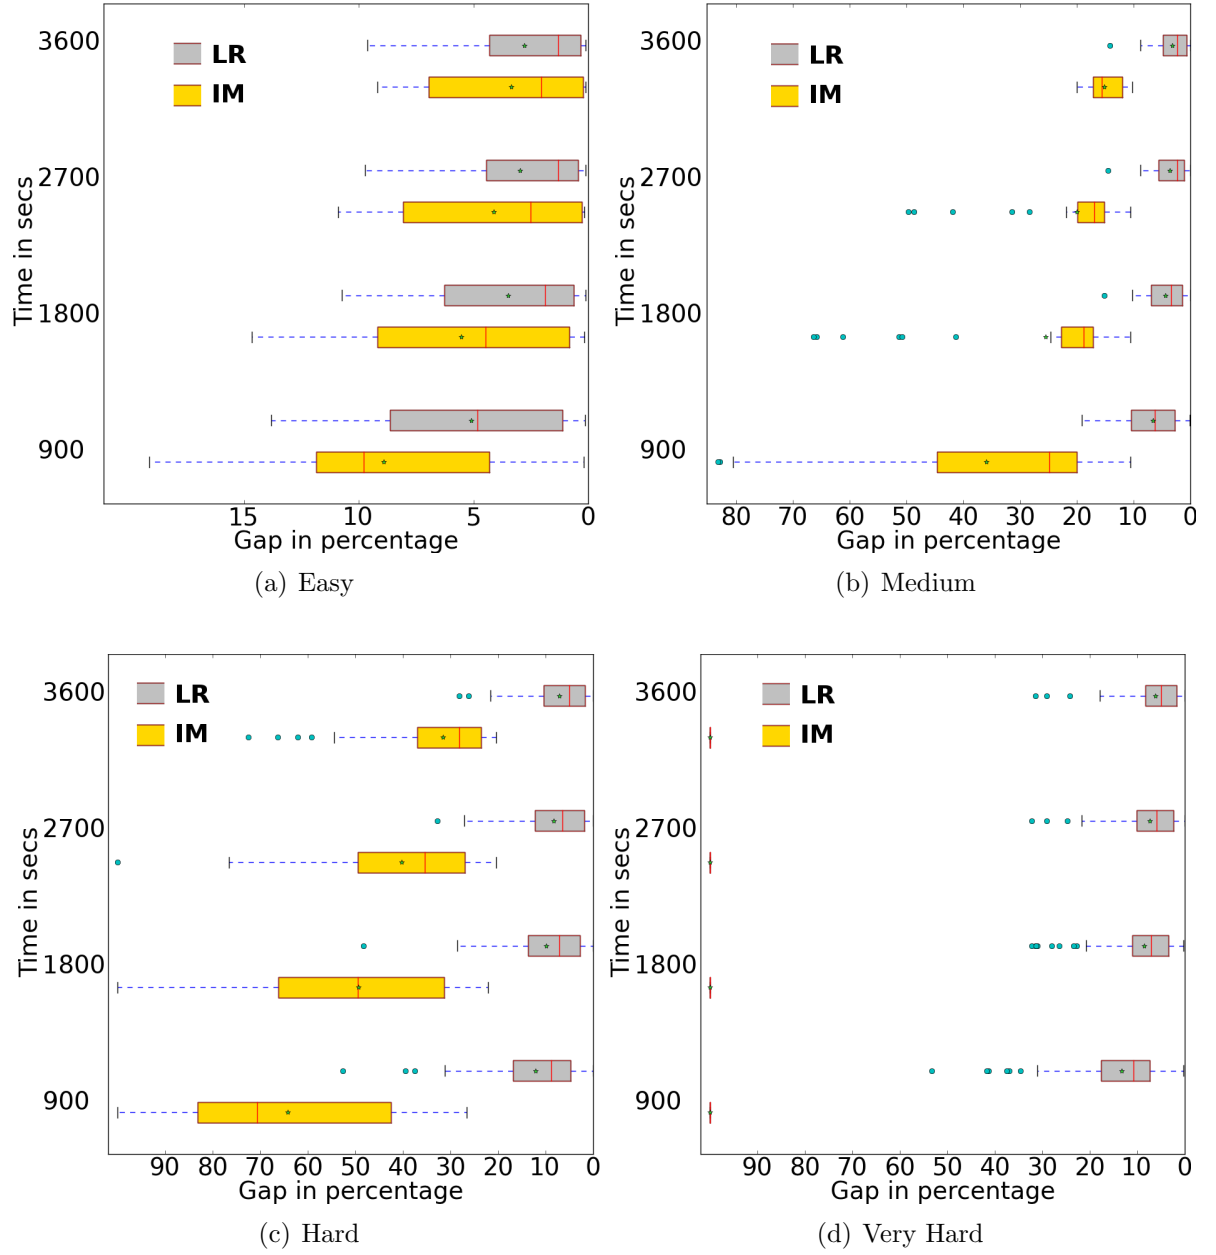 3600
2700
1800
900
Time in secs
LR
IM
15
10
5
0
Gap in percentage
(a) Easy
3600
2700
1800
900
Time in secs
LR
IM
80 70 60 50 40 30 20 10 0
Gap in percentage
(b) Medium
3600
2700
1800
900
Time in secs
LR
IM
90 80 70 60 50 40 30 20 10 0
Gap in percentage
(c) Hard
3600
2700
1800
900
Time in secs
LR
IM
90 80 70 60 50 40 30 20 10 0
Gap in percentage
(d) Very Hard